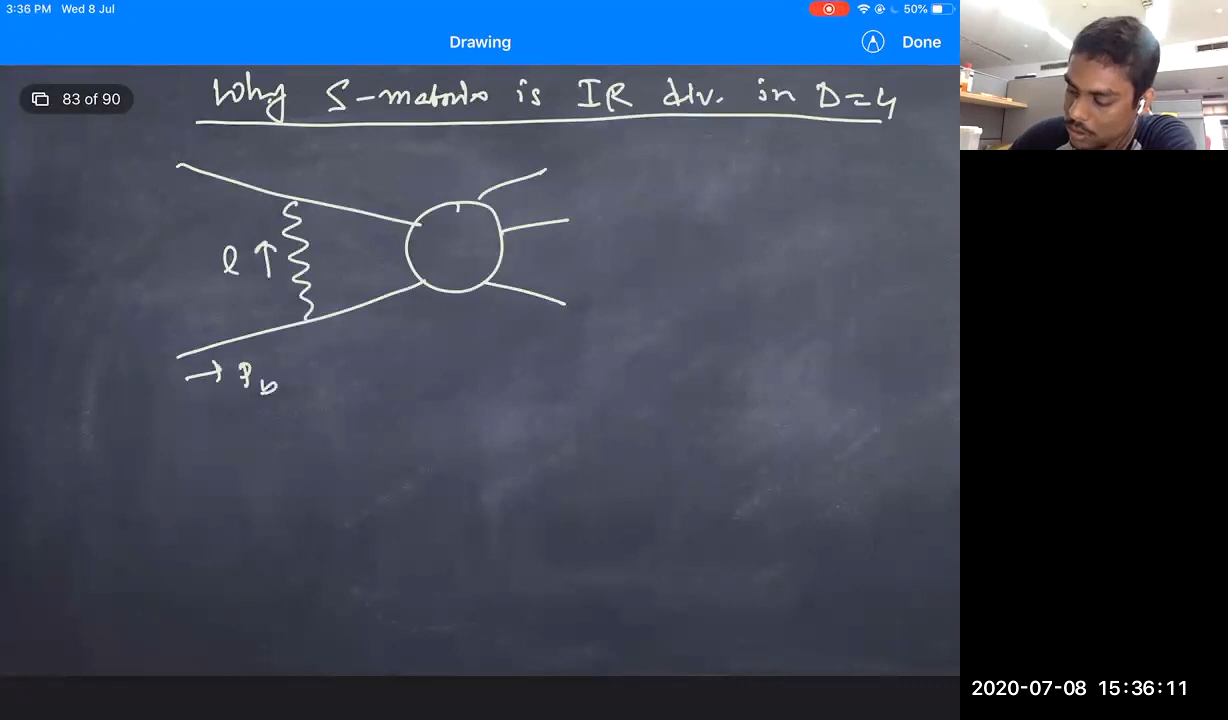 3:36 PM Wed 8 Jul
50%
Drawing
Done
83 of 90
Why S-matrix is IR div. in D=4
l ↑
→ P_b
2020-07-08 15:36:11